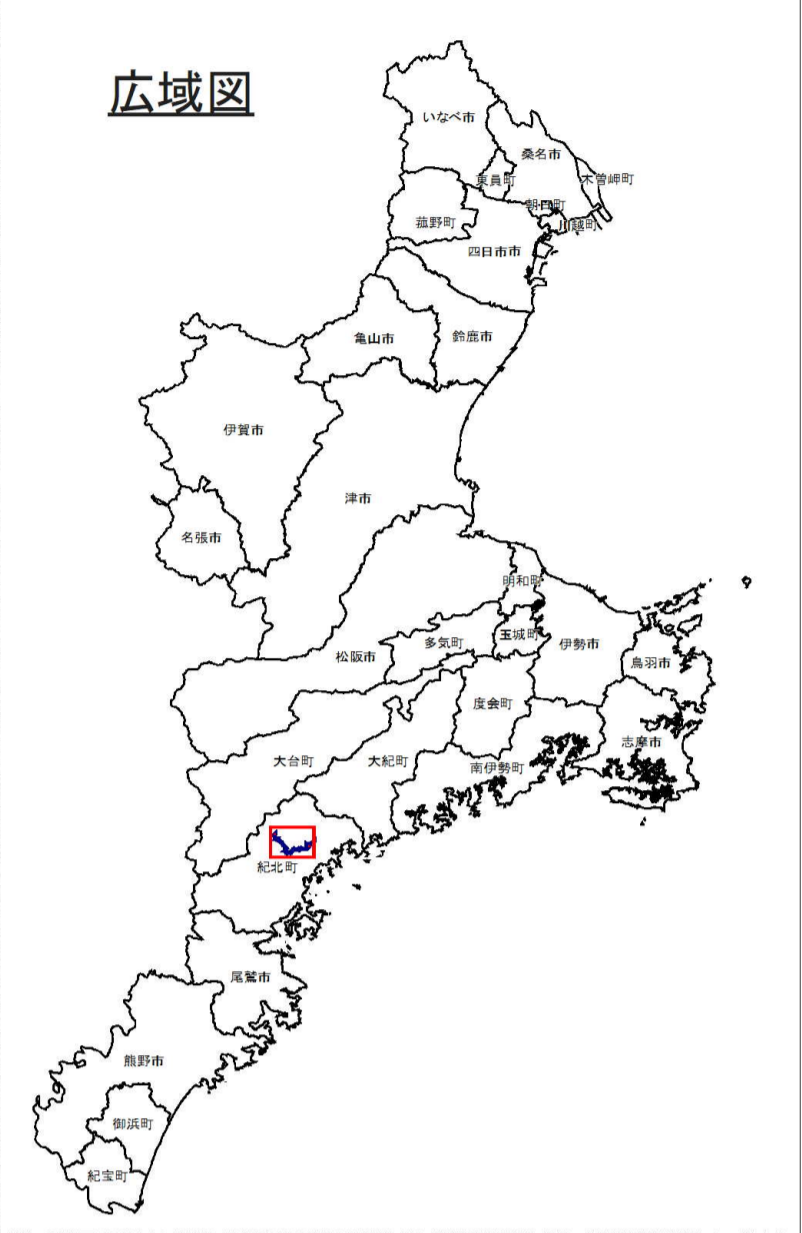 広域図
いなべ市
桑名市
東員町
木曽岬町
朝日町
菰野町
川越町
四日市市
亀山市
鈴鹿市
伊賀市
津市
名張市
明和町
玉城町
多気町
伊勢市
松阪市
鳥羽市
度会町
志摩市
大台町
大紀町
南伊勢町
紀北町
尾鷲市
熊野市
御浜町
紀宝町